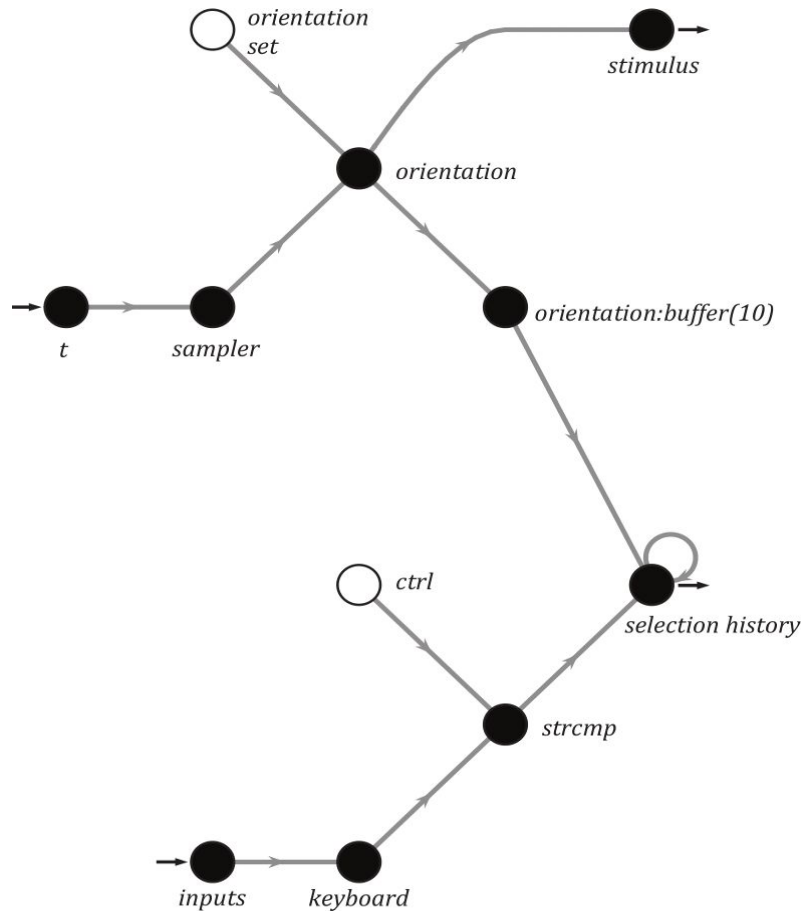 orientation
set
stimulus
orientation
t
sampler
orientation:buffer(10)
ctrl
selection history
strcmp
inputs
keyboard